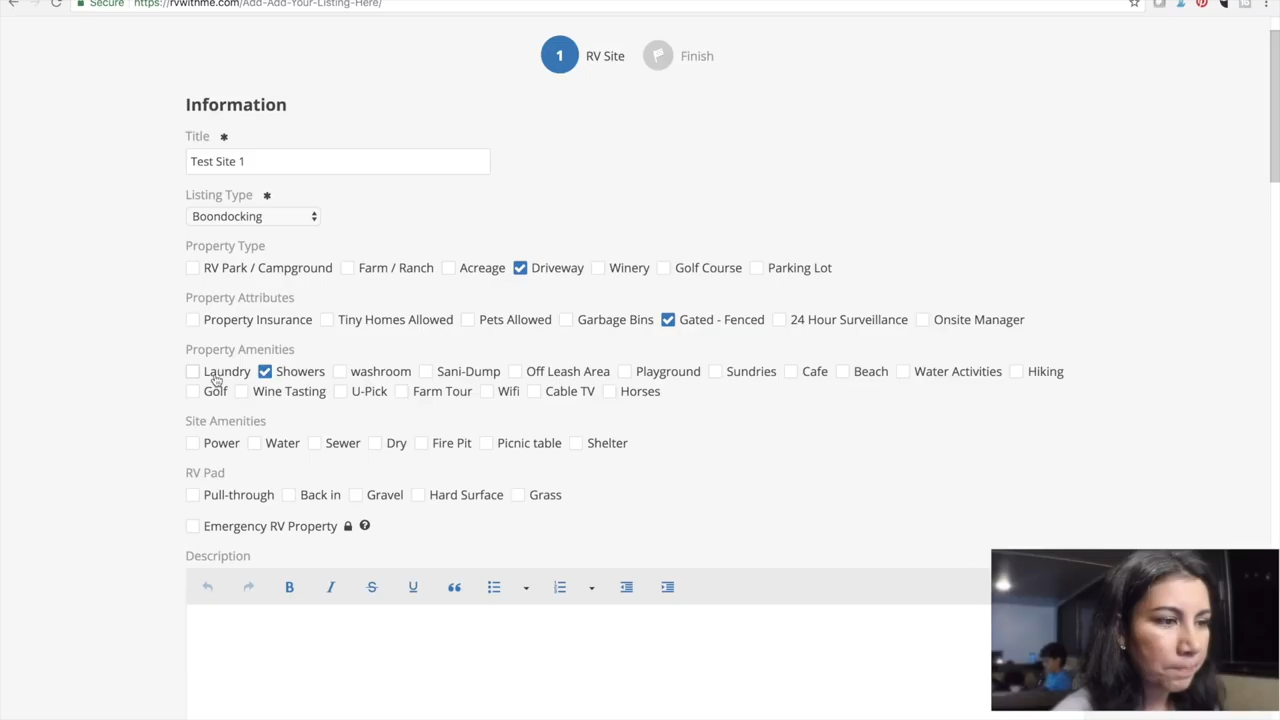 Secure https://rvwithme.com/Add-Add-Your-Listing-Here/
1 RV Site Finish
Information
Title *
Test Site 1
Listing Type *
Boondocking
Property Type
RV Park / Campground Farm / Ranch Acreage Driveway Winery Golf Course Parking Lot
Property Attributes
Property Insurance Tiny Homes Allowed Pets Allowed Garbage Bins Gated - Fenced 24 Hour Surveillance Onsite Manager
Property Amenities
Laundry Showers washroom Sani-Dump Off Leash Area Playground Sundries Cafe Beach Water Activities Hiking
Golf Wine Tasting U-Pick Farm Tour Wifi Cable TV Horses
Site Amenities
Power Water Sewer Dry Fire Pit Picnic table Shelter
RV Pad
Pull-through Back in Gravel Hard Surface Grass
Emergency RV Property ?
Description
B I S U